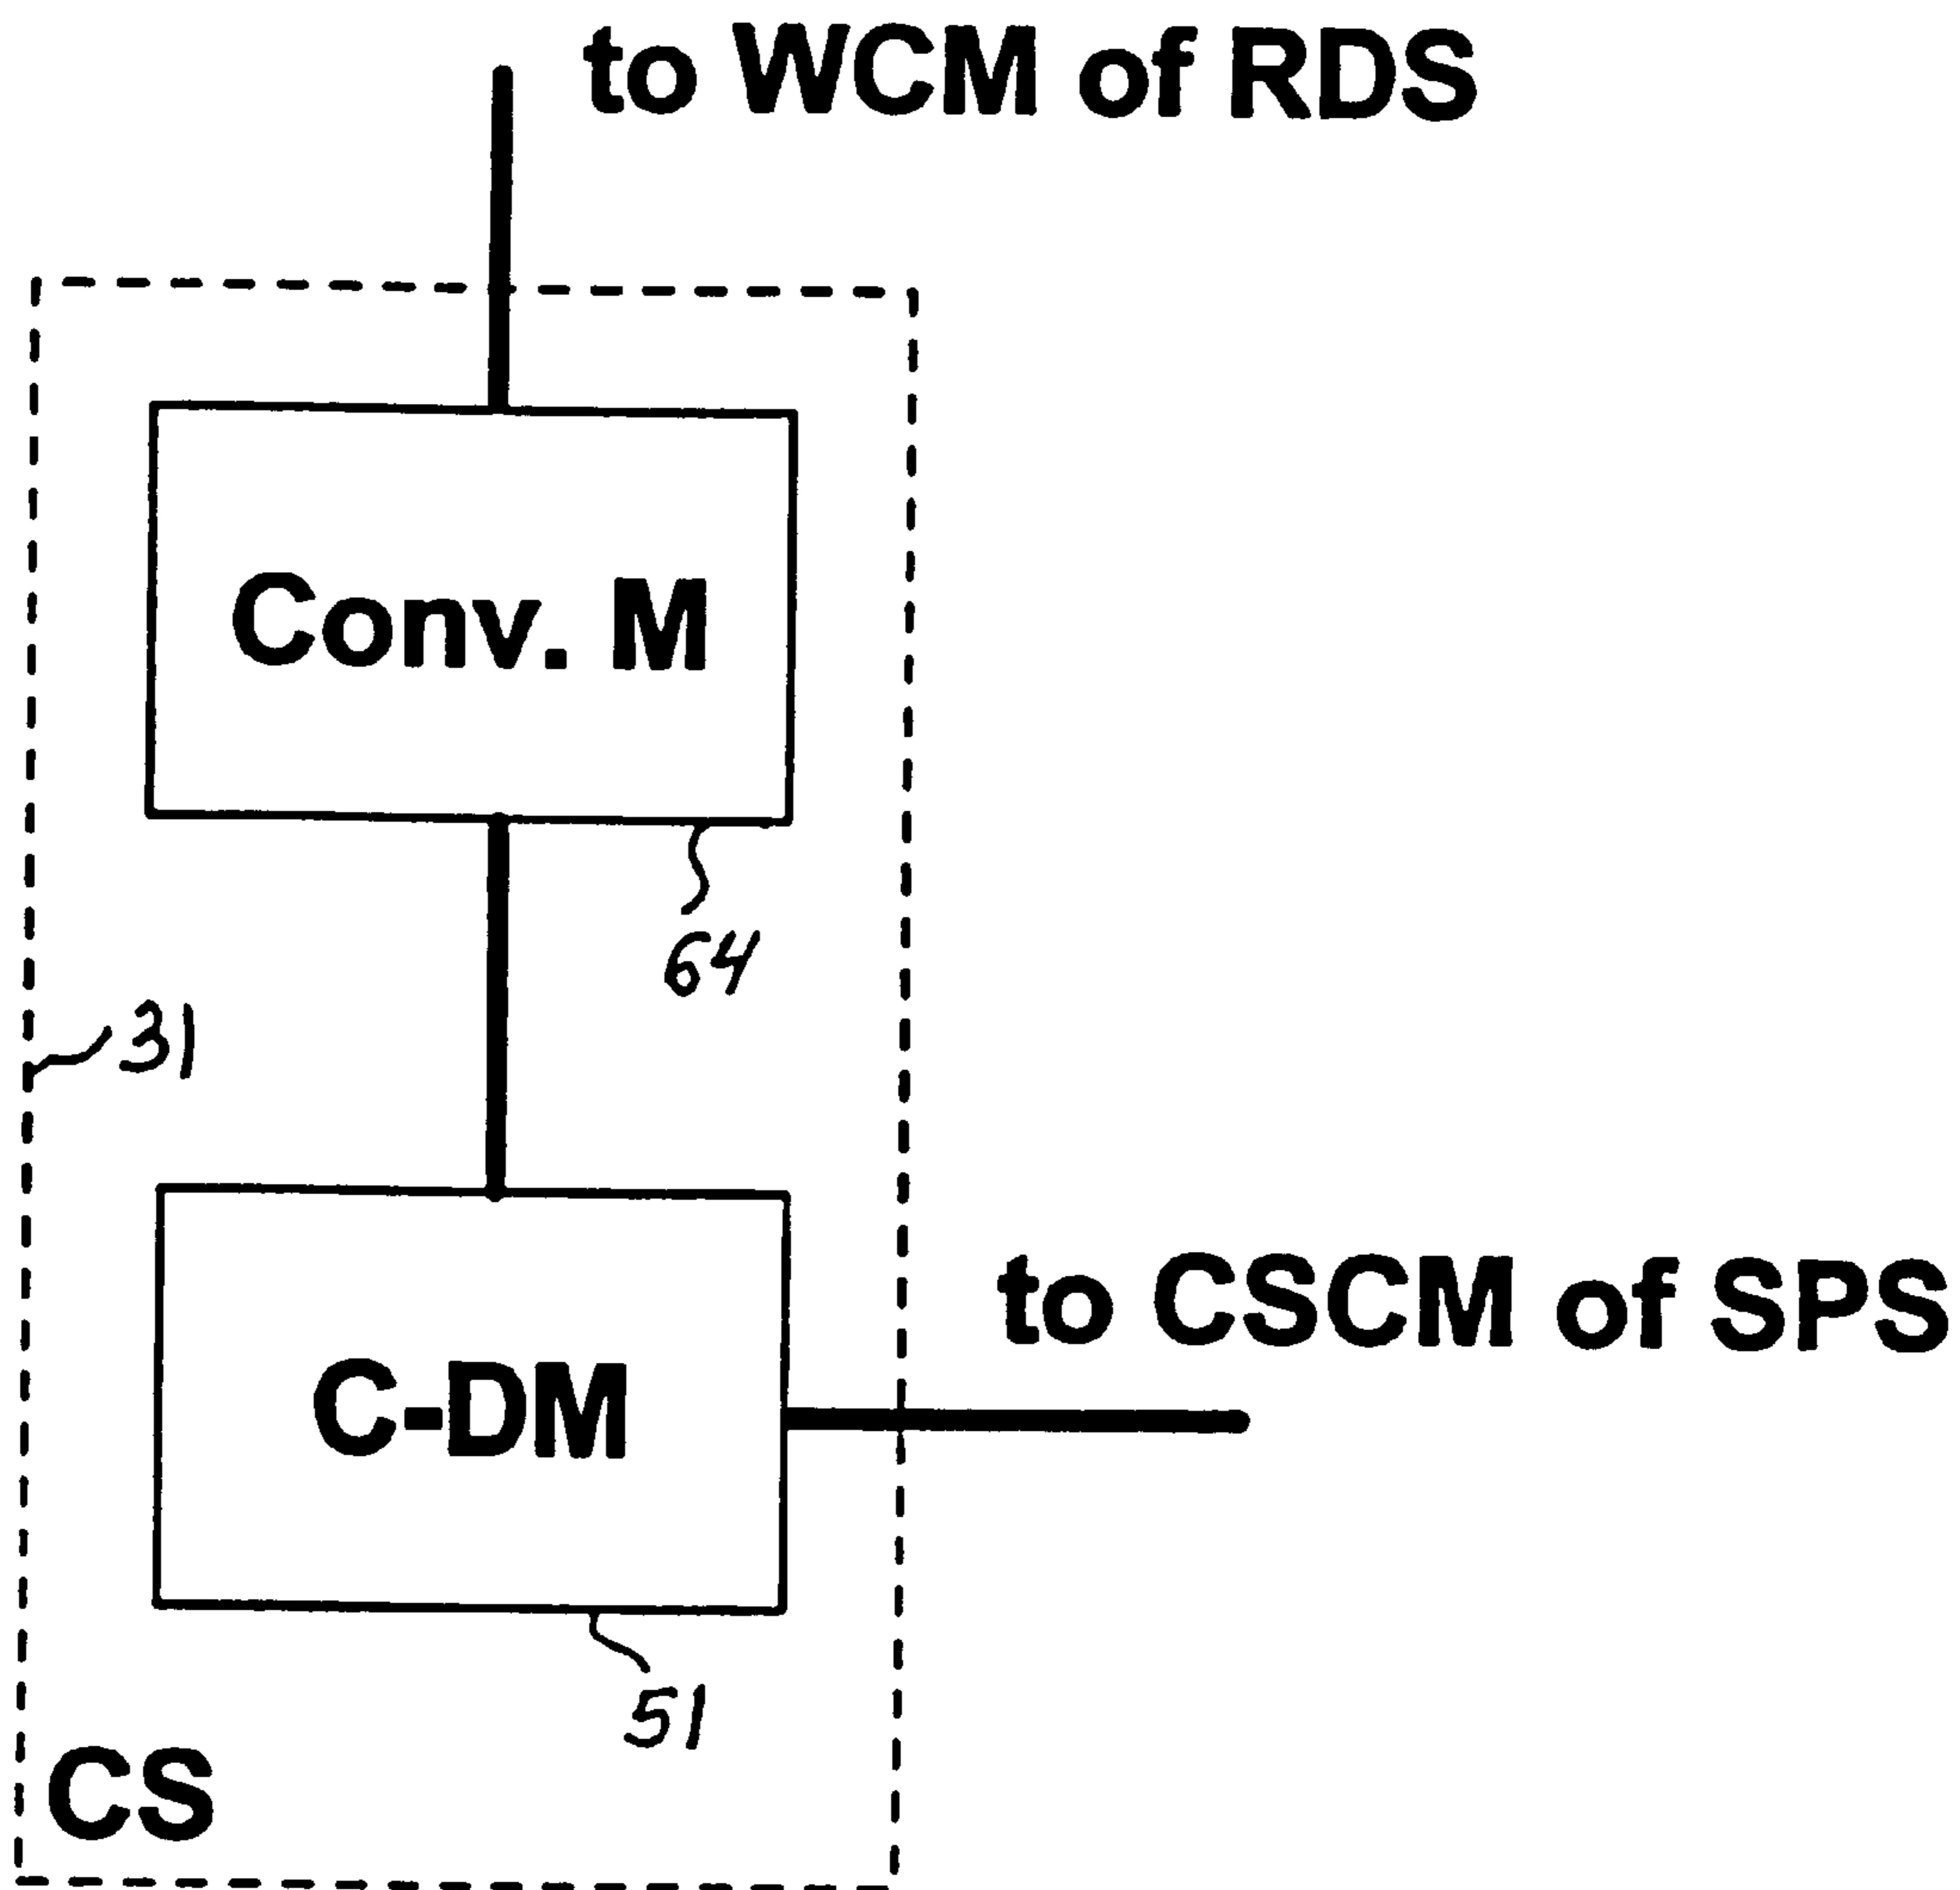 to WCM of RDS
Conv. M
64
31
to CSCM of SPS
C-DM
51
CS